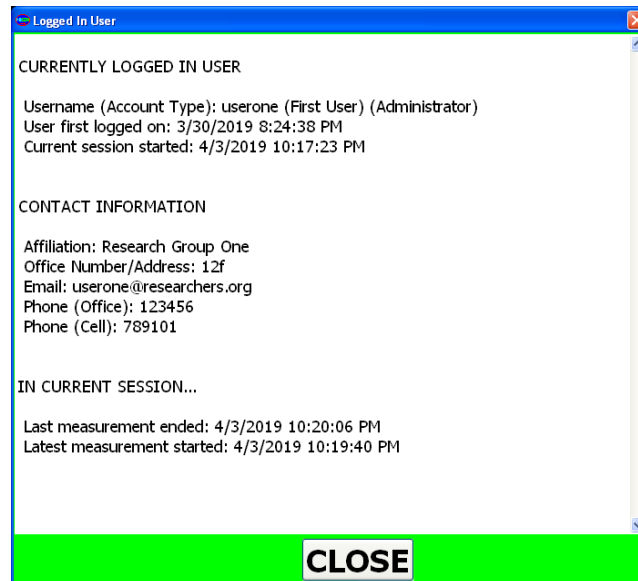 Logged In User
CURRENTLY LOGGED IN USER
Username (Account Type): userone (First User) (Administrator)
User first logged on: 3/30/2019 8:24:38 PM
Current session started: 4/3/2019 10:17:23 PM
CONTACT INFORMATION
Affiliation: Research Group One
Office Number/Address: 12f
Email: userone@researchers.org
Phone (Office): 123456
Phone (Cell): 789101
IN CURRENT SESSION...
Last measurement ended: 4/3/2019 10:20:06 PM
Latest measurement started: 4/3/2019 10:19:40 PM
CLOSE